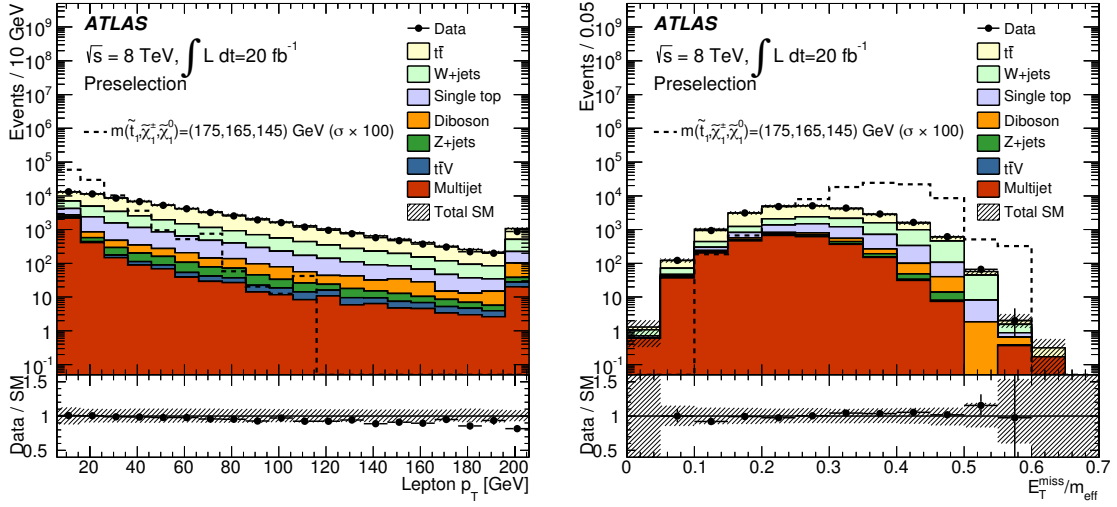 ATLAS
√s = 8 TeV, ∫ L dt=20 fb⁻¹
Preselection
m(t̃₁,χ̃₁±,χ̃₁⁰)=(175,165,145) GeV (σ × 100)
Data
tt̄
W+jets
Single top
Diboson
Z+jets
tt̄V
Multijet
Total SM
Events / 10 GeV
10⁹
10⁸
10⁷
10⁶
10⁵
10⁴
10³
10²
10
1
10⁻¹
Data / SM
1.5
1
0.5
20 40 60 80 100 120 140 160 180 200
Lepton p_T [GeV]
ATLAS
√s = 8 TeV, ∫ L dt=20 fb⁻¹
Preselection
m(t̃₁,χ̃₁±,χ̃₁⁰)=(175,165,145) GeV (σ × 100)
Data
tt̄
W+jets
Single top
Diboson
Z+jets
tt̄V
Multijet
Total SM
Events / 0.05
10⁹
10⁸
10⁷
10⁶
10⁵
10⁴
10³
10²
10
1
10⁻¹
Data / SM
1.5
1
0.5
0 0.1 0.2 0.3 0.4 0.5 0.6 0.7
E_T^miss/m_eff